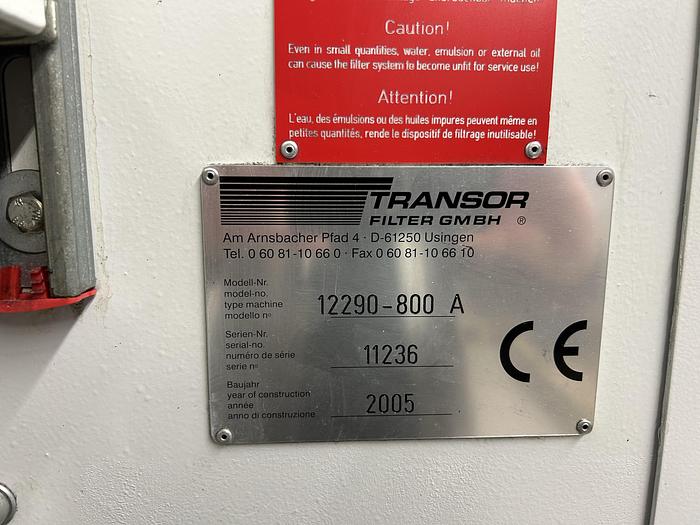 Caution!
Even in small quantities, water, emulsion or external oil
can cause the filter system to become unfit for service use!
Attention!
L'eau, des émulsions ou des huiles impures peuvent même en
petites quantités, rende le dispositif de filtrage inutilisable!
TRANSOR
FILTER GMBH ®
Am Arnsbacher Pfad 4 · D-61250 Usingen
Tel. 0 60 81-10 66 0 · Fax 0 60 81-10 66 10
Modell-Nr.
model-no.
type machine
modello n°
12290-800 A
Serien-Nr.
serial-no.
numéro de série
serie n°
11236
Baujahr
year of construction
année
anno di construzione
2005
CE